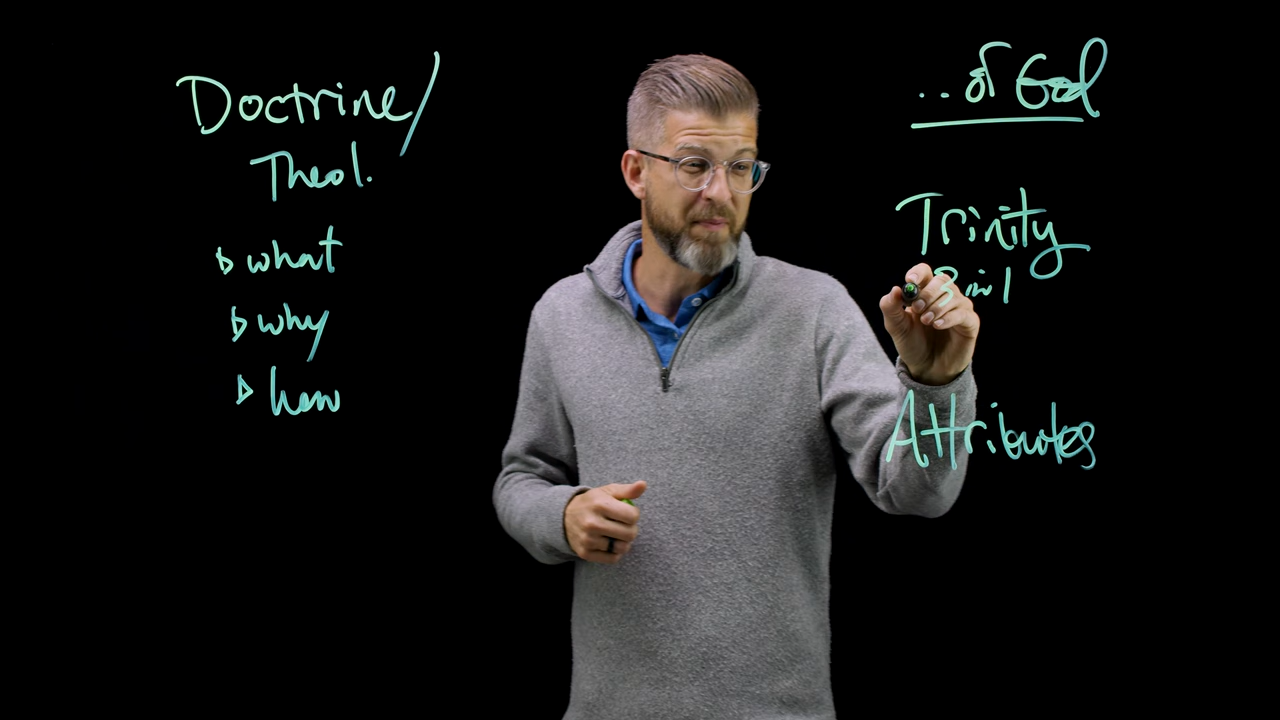 Doctrine/
Theol.
what
why
how
... of God
Trinity
3 in 1
Attributes